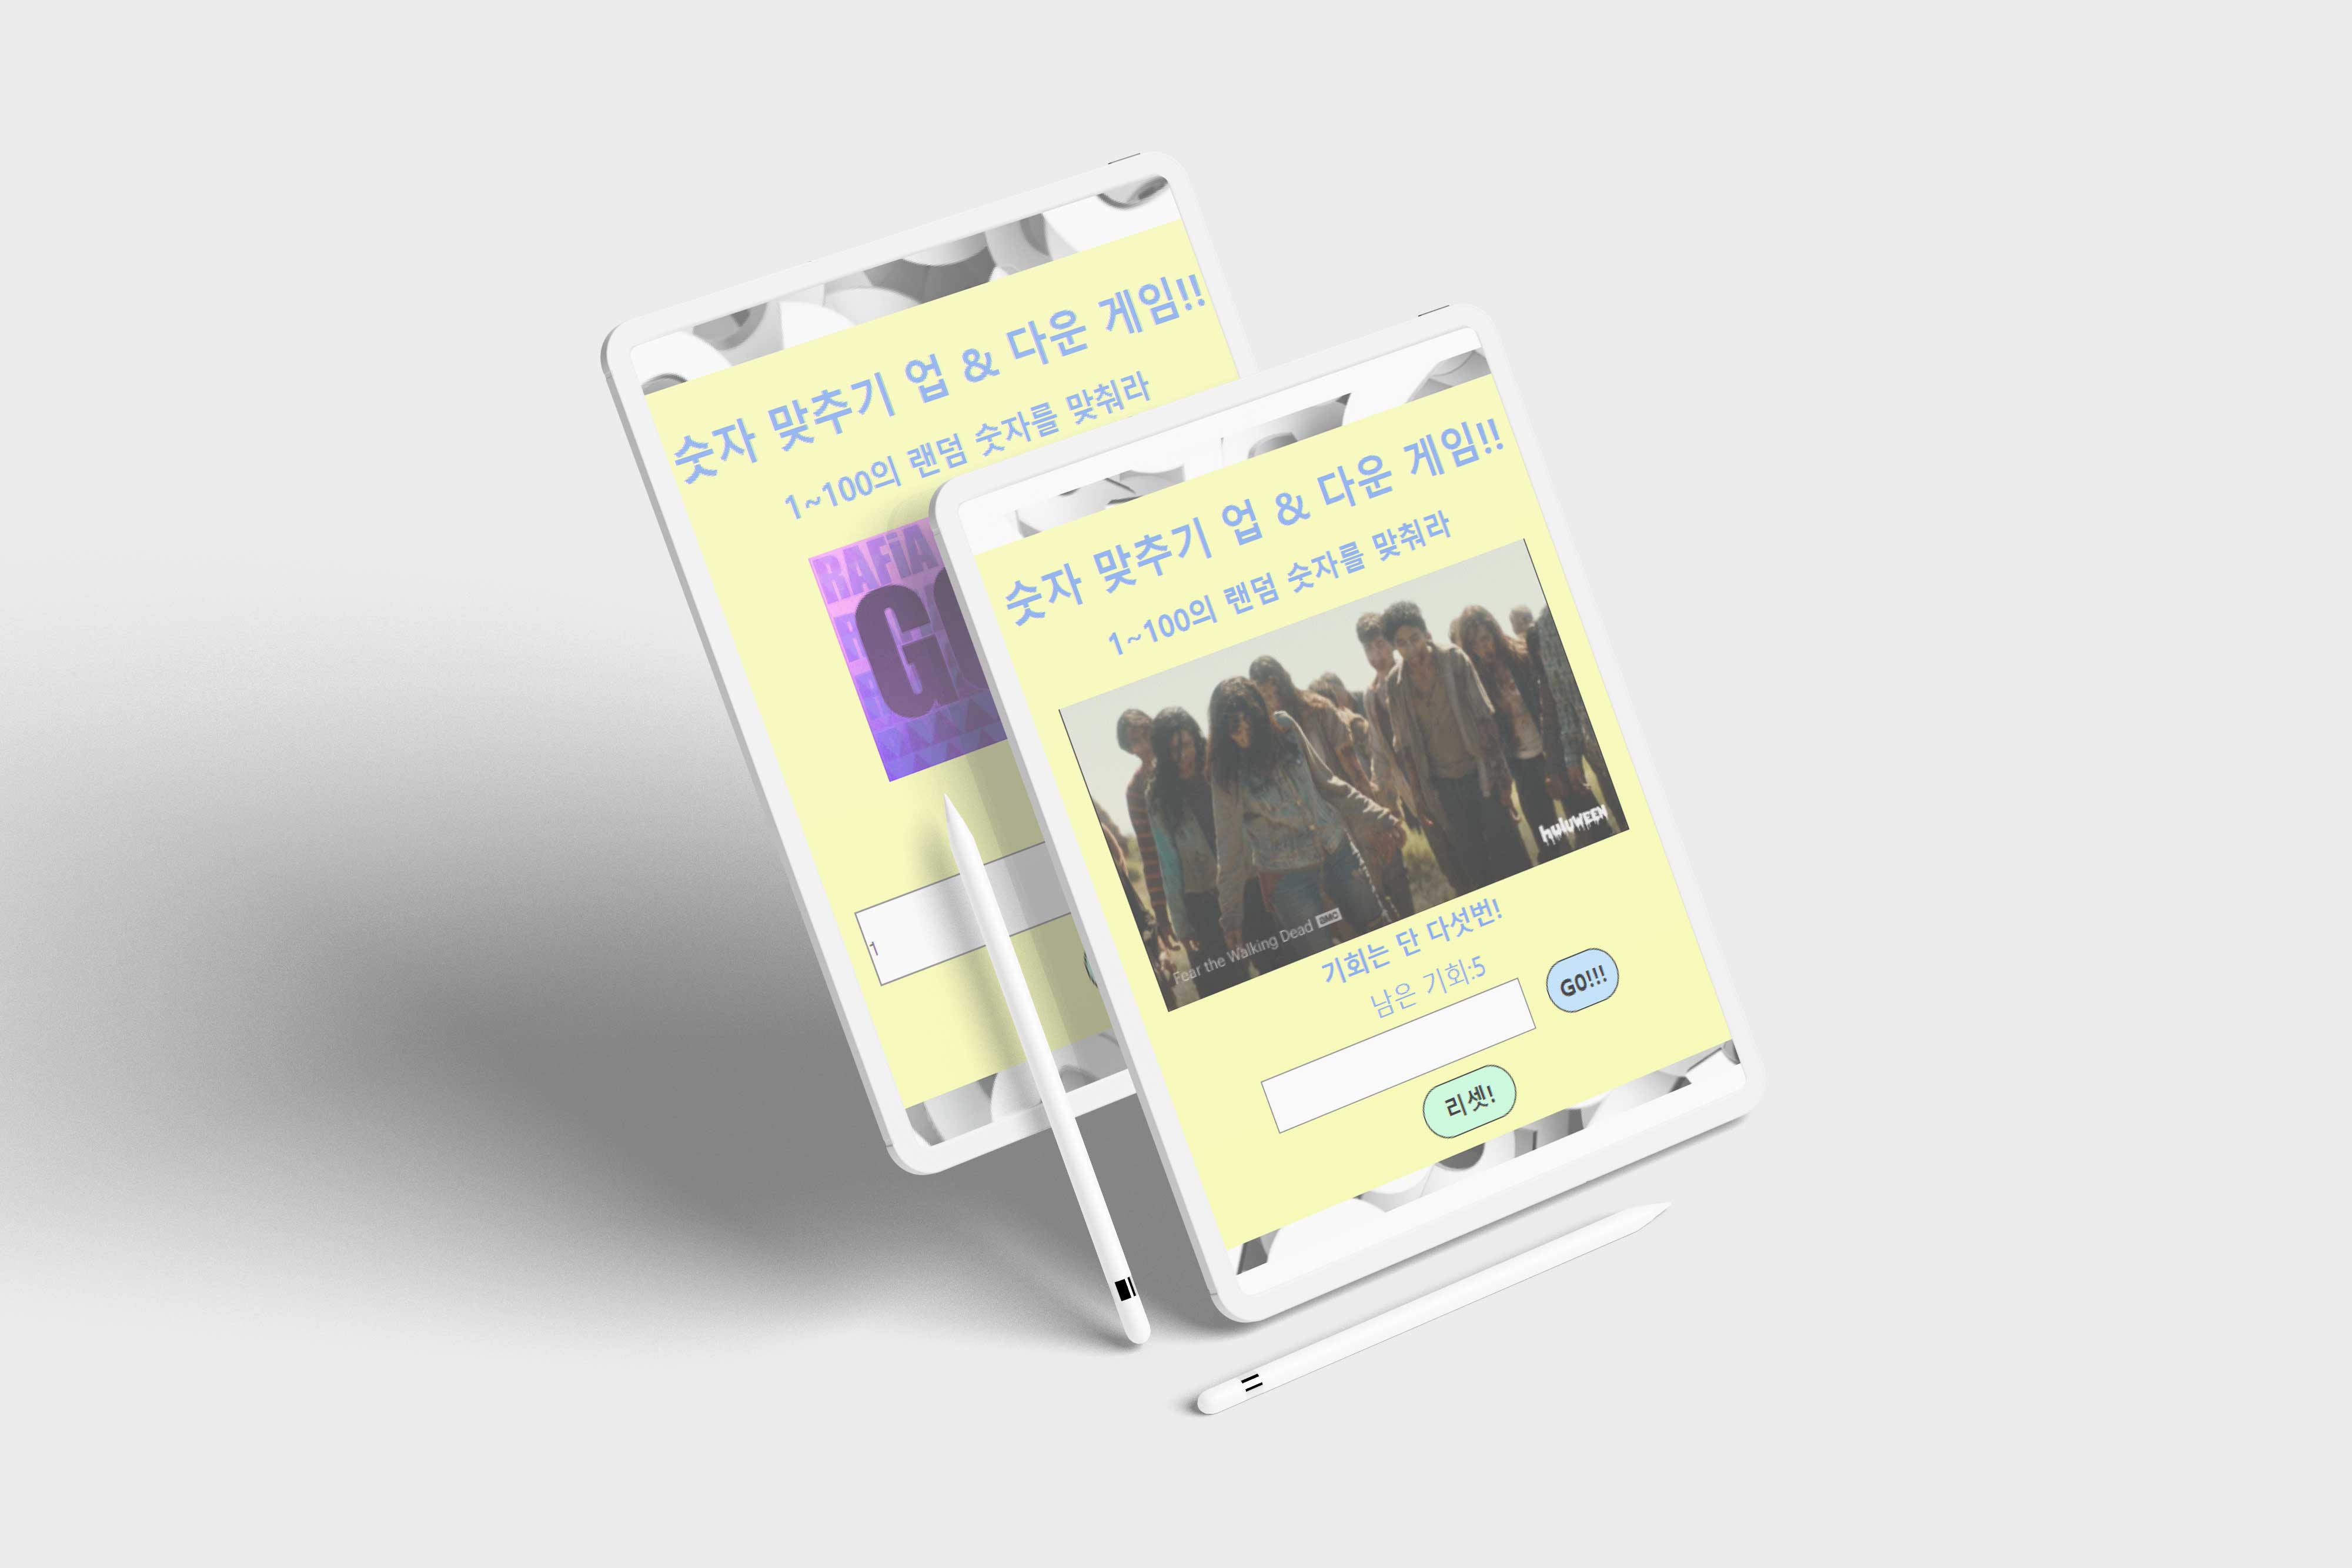 숫자 맞추기 업 & 다운 게임!!
1~100의 랜덤 숫자를 맞춰라
RAFiA
1
숫자 맞추기 업 & 다운 게임!!
1~100의 랜덤 숫자를 맞춰라
huluWEEN
Fear the Walking Dead amc
기회는 단 다섯번!
남은 기회:5
GO!!!
리셋!